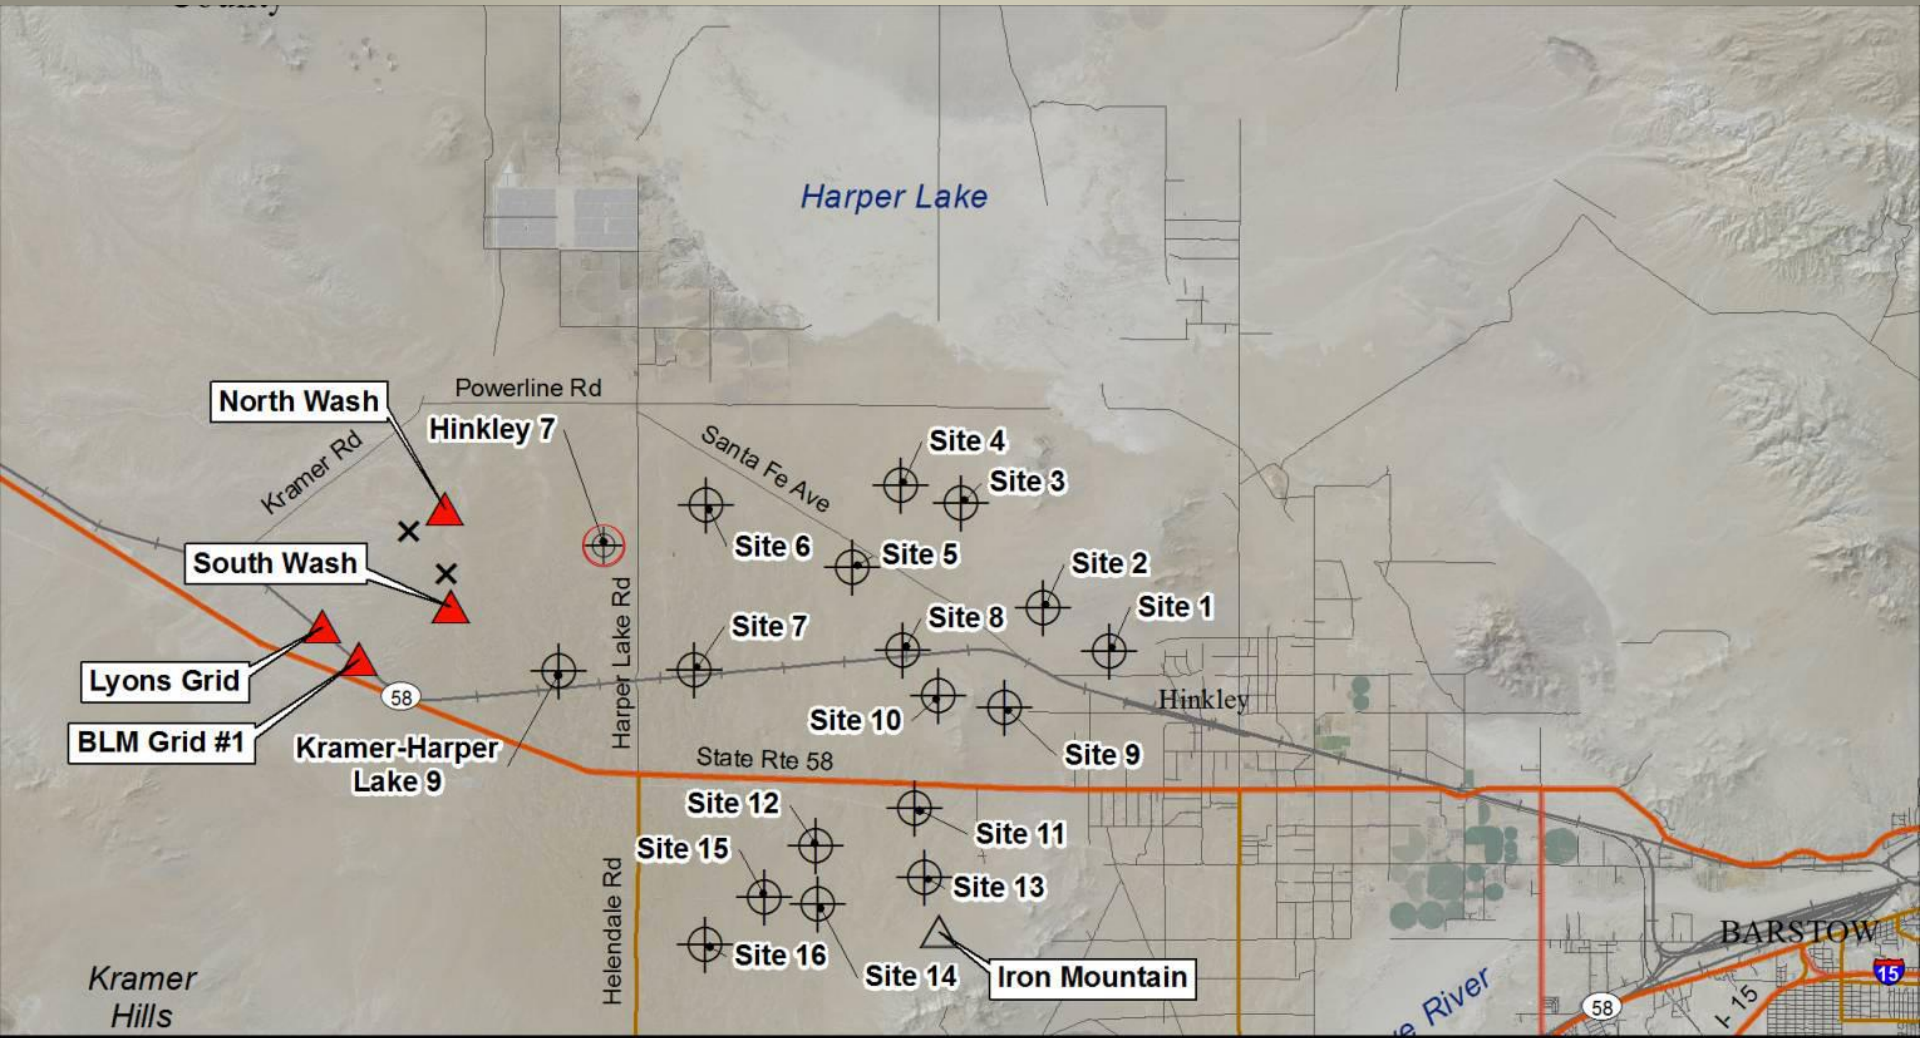 Harper Lake
North Wash
Powerline Rd
Hinkley 7
Kramer Rd
Santa Fe Ave
Site 4
Site 3
Site 6
Site 5
South Wash
Site 2
Site 1
Harper Lake Rd
Site 8
Site 7
Lyons Grid
58
Hinkley
Site 10
BLM Grid #1
Kramer-Harper
Lake 9
Site 9
State Rte 58
Site 12
Site 11
Site 15
Site 13
Helendale Rd
BARSTOW
Site 16
Site 14
Iron Mountain
15
Kramer
Hills
River
58
I- 15